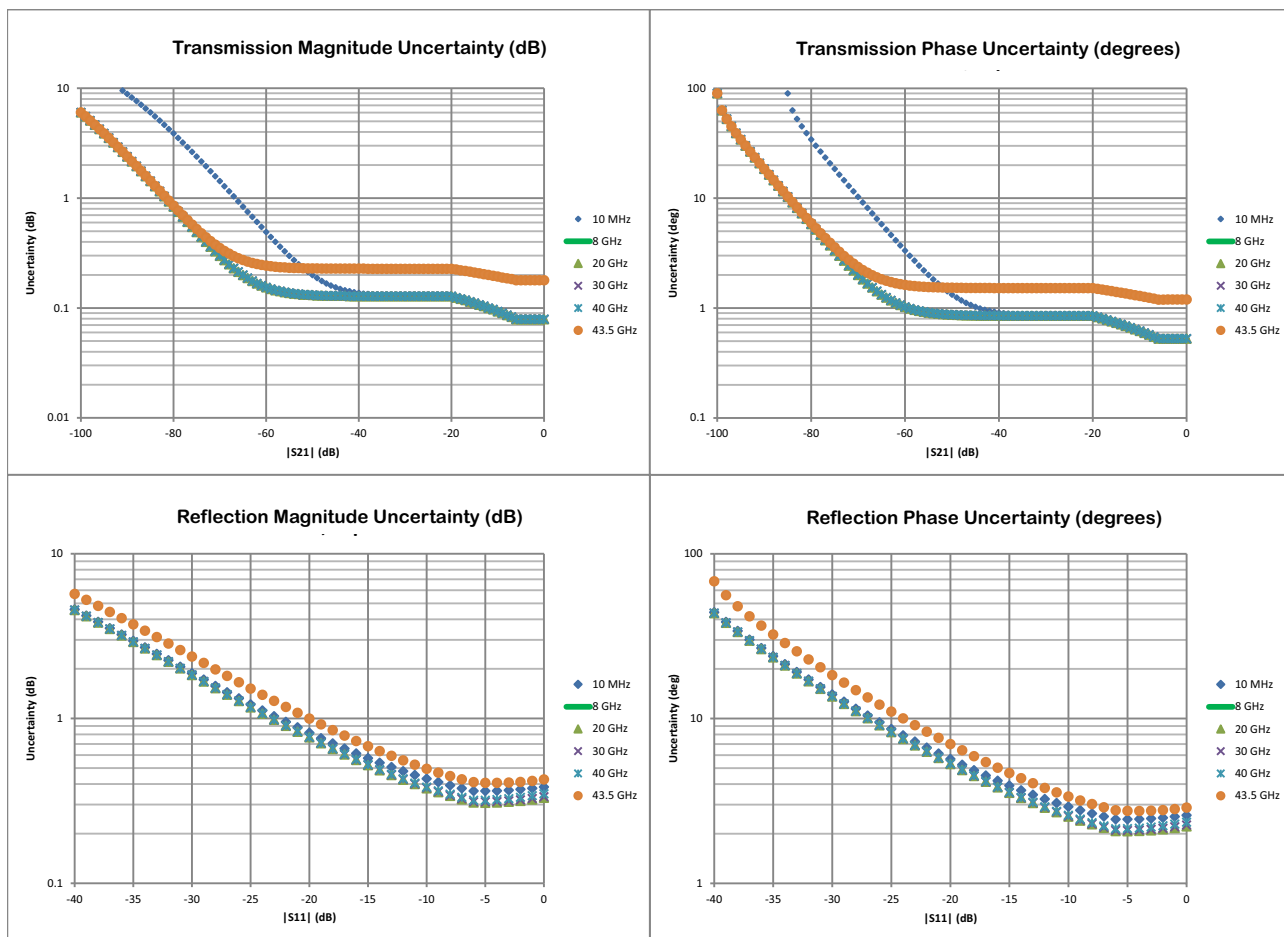 Transmission Magnitude Uncertainty (dB)
10
1
0.1
0.01
-100
-80
-60
-40
-20
0
Uncertainty (dB)
|S21| (dB)
10 MHz
8 GHz
20 GHz
30 GHz
40 GHz
43.5 GHz
Transmission Phase Uncertainty (degrees)
100
10
1
0.1
-100
-80
-60
-40
-20
0
Uncertainty (deg)
|S21| (dB)
10 MHz
8 GHz
20 GHz
30 GHz
40 GHz
43.5 GHz
Reflection Magnitude Uncertainty (dB)
10
1
0.1
-40
-35
-30
-25
-20
-15
-10
-5
0
Uncertainty (dB)
|S11| (dB)
10 MHz
8 GHz
20 GHz
30 GHz
40 GHz
43.5 GHz
Reflection Phase Uncertainty (degrees)
100
10
1
-40
-35
-30
-25
-20
-15
-10
-5
0
Uncertainty (deg)
|S11| (dB)
10 MHz
8 GHz
20 GHz
30 GHz
40 GHz
43.5 GHz